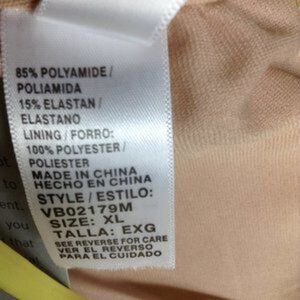 85% POLYAMIDE /
POLIAMIDA
15% ELASTAN /
ELASTANO
LINING / FORRO:
100% POLYESTER /
POLIESTER
MADE IN CHINA
HECHO EN CHINA
STYLE / ESTILO:
VB02179M
SIZE: XL
TALLA: EXG
SEE REVERSE FOR CARE
VER EL REVERSO
PARA EL CUIDADO